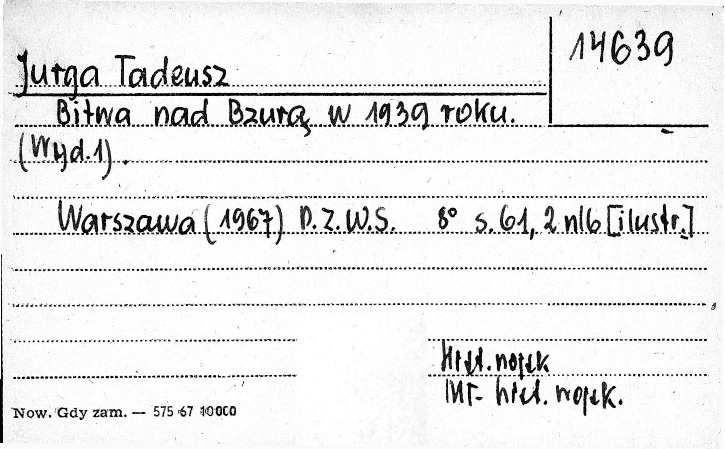 14639
Jurga Tadeusz
Bitwa nad Bzurą w 1939 roku.
(Wyd.1).
Warszawa (1967) P.Z.W.S. 8° s. 61, 2 nlb [ilustr.]
Hist. wojsk
MT- hist. wojsk.
Now. Gdy zam. — 575 67 10000